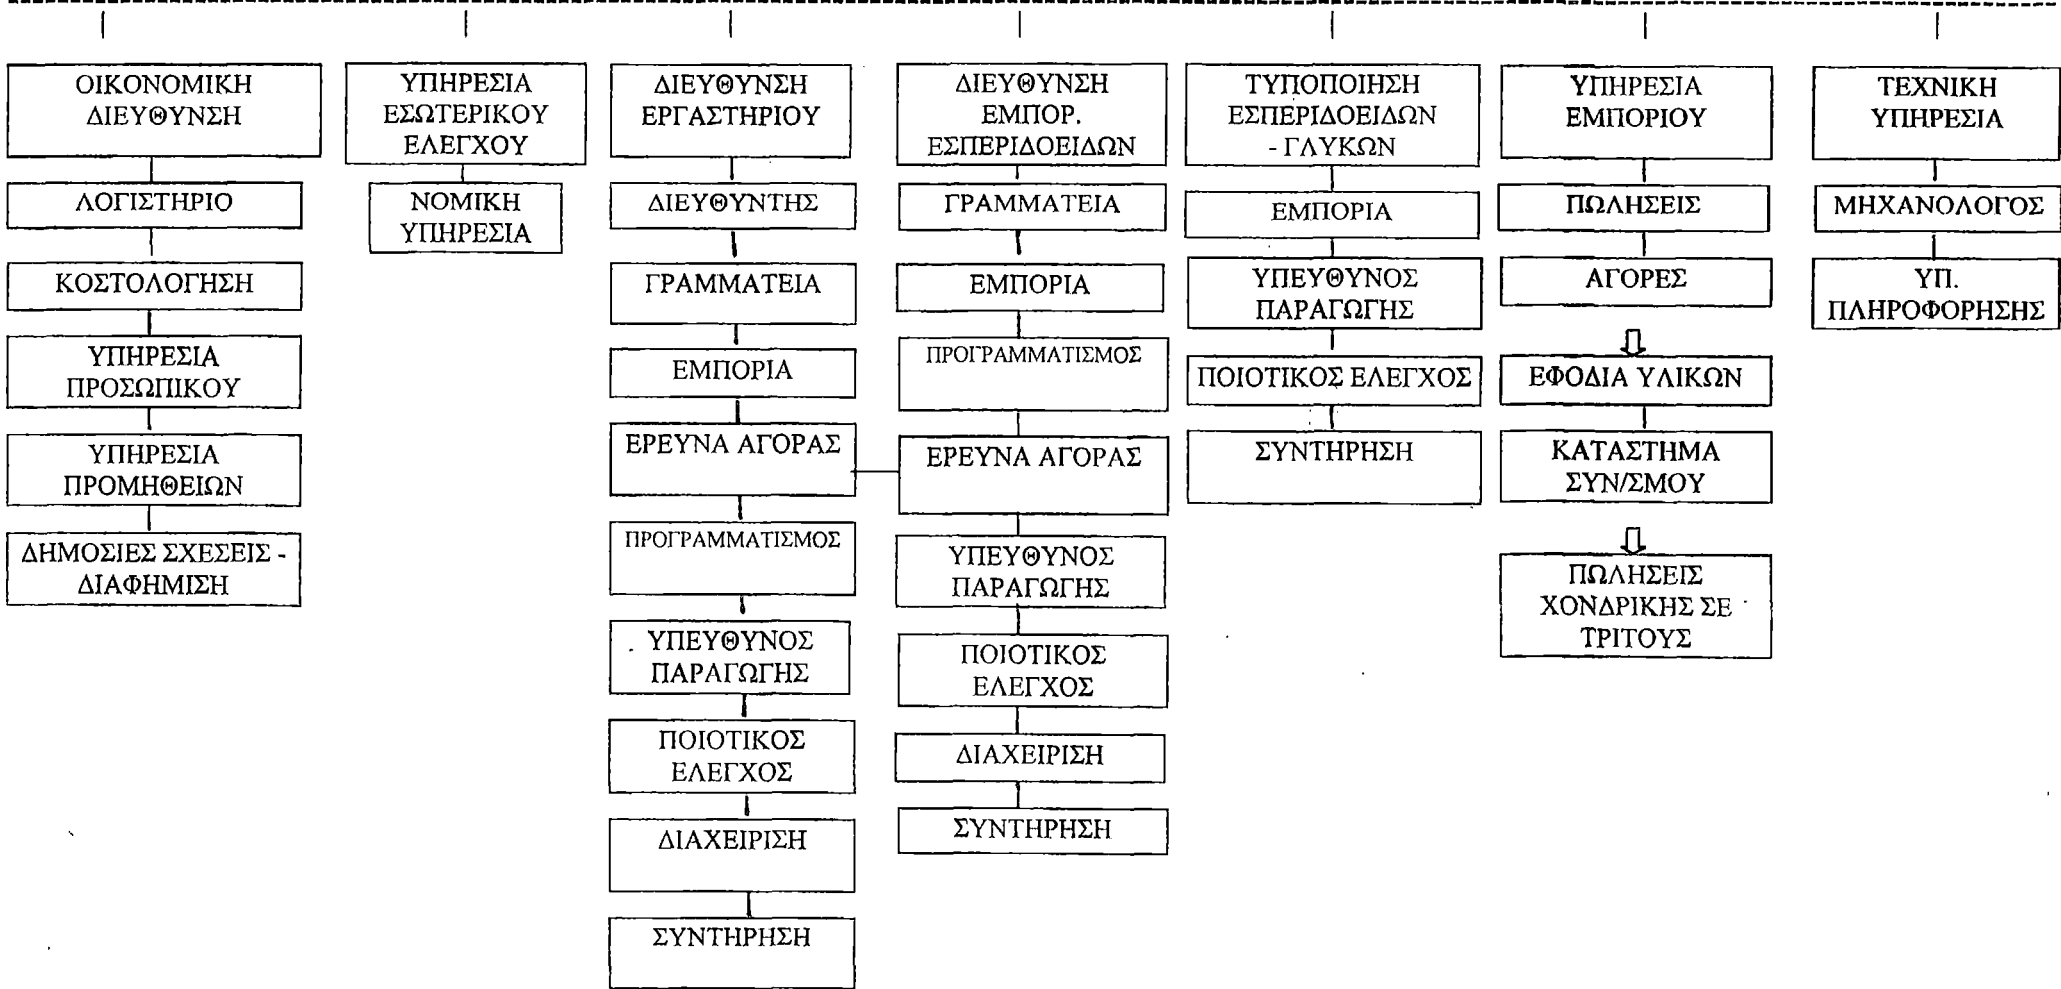 ΟΙΚΟΝΟΜΙΚΗ
ΔΙΕΥΘΥΝΣΗ
ΛΟΓΙΣΤΗΡΙΟ
ΚΟΣΤΟΛΟΓΗΣΗ
ΥΠΗΡΕΣΙΑ
ΠΡΟΣΩΠΙΚΟΥ
ΥΠΗΡΕΣΙΑ
ΠΡΟΜΗΘΕΙΩΝ
ΔΗΜΟΣΙΕΣ ΣΧΕΣΕΙΣ -
ΔΙΑΦΗΜΙΣΗ
ΥΠΗΡΕΣΙΑ
ΕΣΩΤΕΡΙΚΟΥ
ΕΛΕΓΧΟΥ
ΝΟΜΙΚΗ
ΥΠΗΡΕΣΙΑ
ΔΙΕΥΘΥΝΣΗ
ΕΡΓΑΣΤΗΡΙΟΥ
ΔΙΕΥΘΥΝΤΗΣ
ΓΡΑΜΜΑΤΕΙΑ
ΕΜΠΟΡΙΑ
ΕΡΕΥΝΑ ΑΓΟΡΑΣ
ΠΡΟΓΡΑΜΜΑΤΙΣΜΟΣ
ΥΠΕΥΘΥΝΟΣ
ΠΑΡΑΓΩΓΗΣ
ΠΟΙΟΤΙΚΟΣ
ΕΛΕΓΧΟΣ
ΔΙΑΧΕΙΡΙΣΗ
ΣΥΝΤΗΡΗΣΗ
ΔΙΕΥΘΥΝΣΗ
ΕΜΠΟΡ.
ΕΣΠΕΡΙΔΟΕΙΔΩΝ
ΓΡΑΜΜΑΤΕΙΑ
ΕΜΠΟΡΙΑ
ΠΡΟΓΡΑΜΜΑΤΙΣΜΟΣ
ΕΡΕΥΝΑ ΑΓΟΡΑΣ
ΥΠΕΥΘΥΝΟΣ
ΠΑΡΑΓΩΓΗΣ
ΠΟΙΟΤΙΚΟΣ
ΕΛΕΓΧΟΣ
ΔΙΑΧΕΙΡΙΣΗ
ΣΥΝΤΗΡΗΣΗ
ΤΥΠΟΠΟΙΗΣΗ
ΕΣΠΕΡΙΔΟΕΙΔΩΝ
- ΓΛΥΚΩΝ
ΕΜΠΟΡΙΑ
ΥΠΕΥΘΥΝΟΣ
ΠΑΡΑΓΩΓΗΣ
ΠΟΙΟΤΙΚΟΣ ΕΛΕΓΧΟΣ
ΣΥΝΤΗΡΗΣΗ
ΥΠΗΡΕΣΙΑ
ΕΜΠΟΡΙΟΥ
ΠΩΛΗΣΕΙΣ
ΑΓΟΡΕΣ
ΕΦΟΔΙΑ ΥΛΙΚΩΝ
ΚΑΤΑΣΤΗΜΑ
ΣΥΝ/ΣΜΟΥ
ΠΩΛΗΣΕΙΣ
ΧΟΝΔΡΙΚΗΣ ΣΕ
ΤΡΙΤΟΥΣ
ΤΕΧΝΙΚΗ
ΥΠΗΡΕΣΙΑ
ΜΗΧΑΝΟΛΟΓΟΣ
ΥΠ.
ΠΛΗΡΟΦΟΡΗΣΗΣ